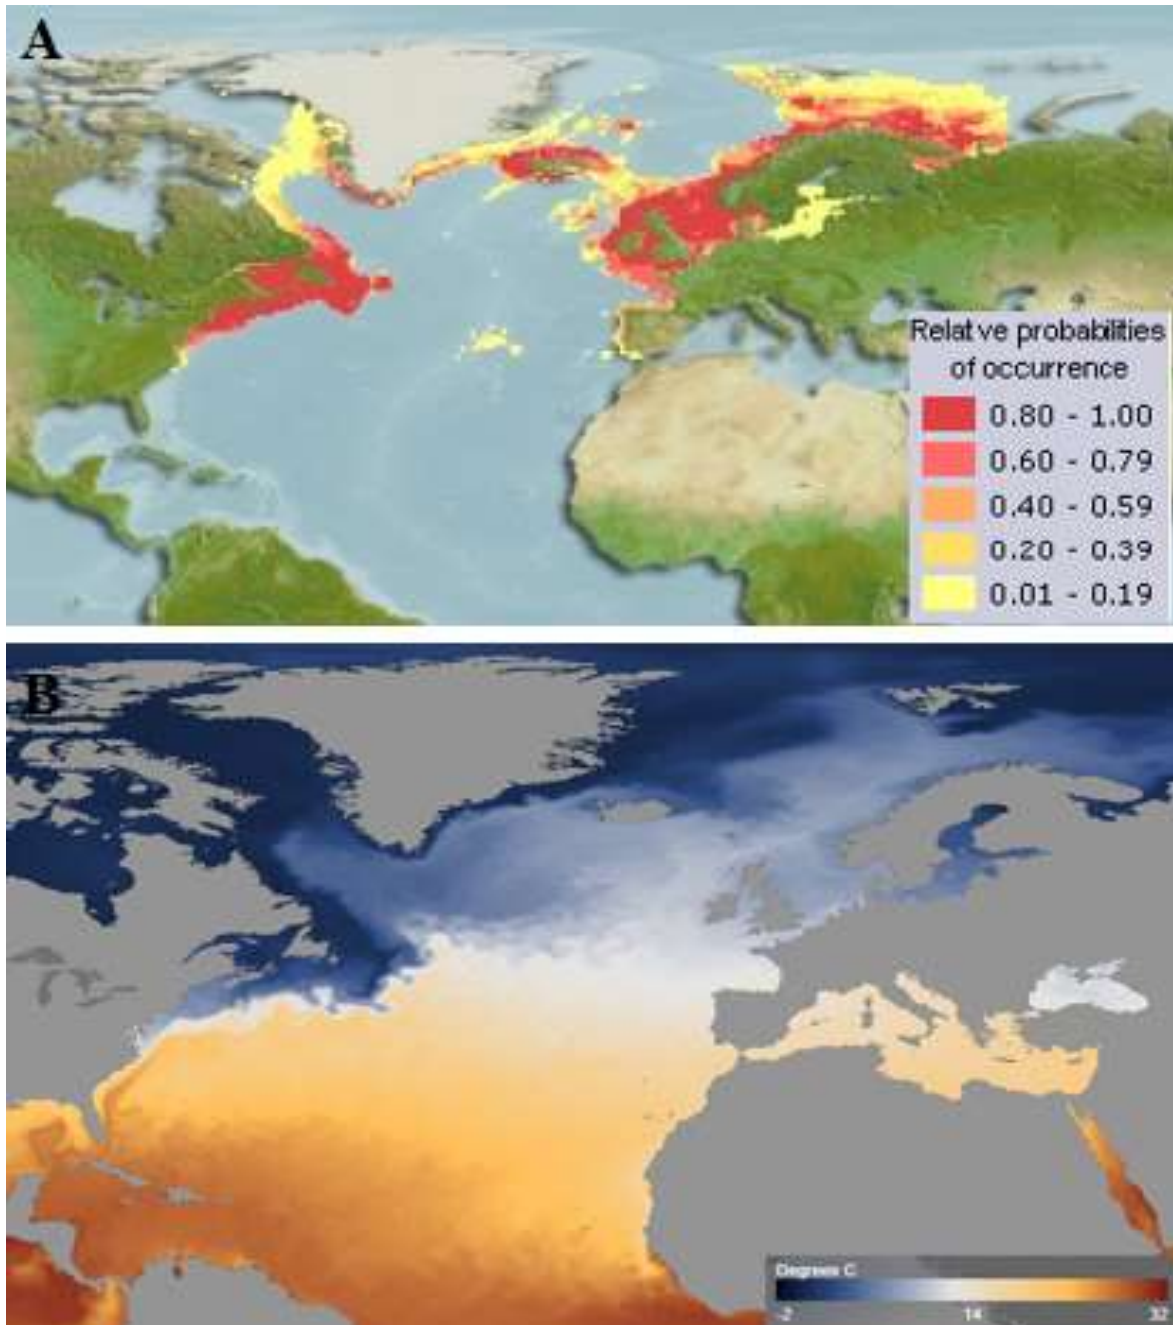 A
Relat ve probabilities
of occurrence
0.80 - 1.00
0.60 - 0.79
0.40 - 0.59
0.20 - 0.39
0.01 - 0.19
B
Degrees C
-2 14 32